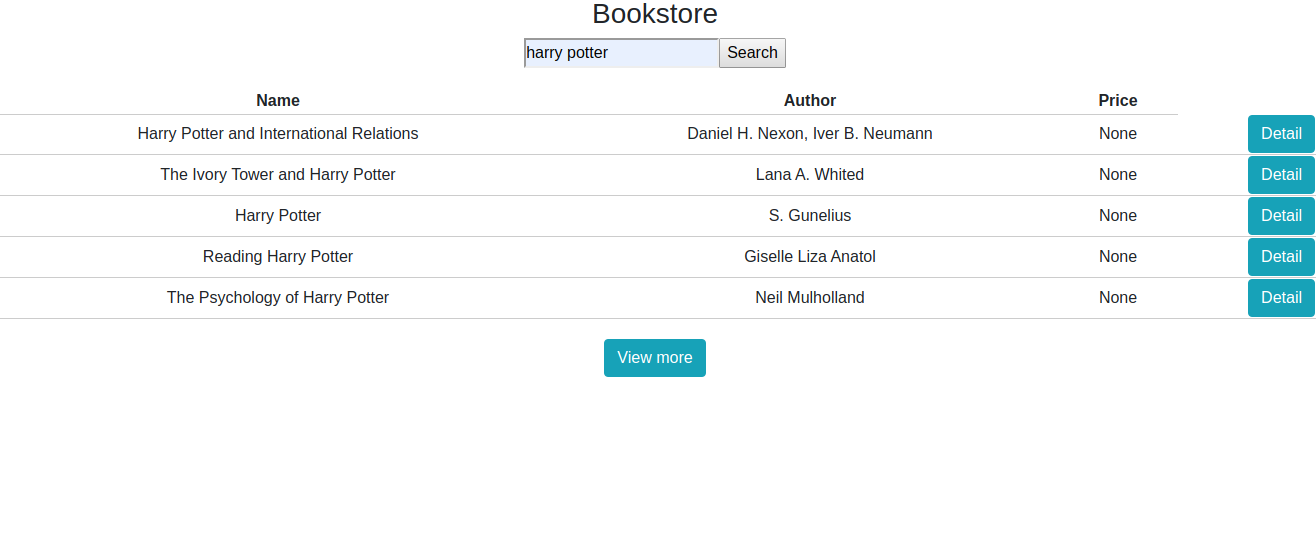 Bookstore
harry potter Search
Name Author Price
Harry Potter and International Relations Daniel H. Nexon, Iver B. Neumann None Detail
The Ivory Tower and Harry Potter Lana A. Whited None Detail
Harry Potter S. Gunelius None Detail
Reading Harry Potter Giselle Liza Anatol None Detail
The Psychology of Harry Potter Neil Mulholland None Detail
View more